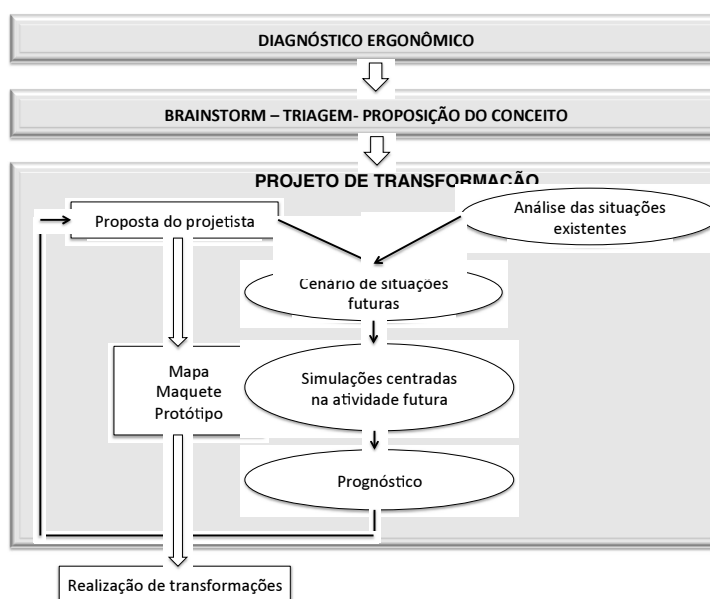 DIAGNÓSTICO ERGONÔMICO
BRAINSTORM – TRIAGEM- PROPOSIÇÃO DO CONCEITO
PROJETO DE TRANSFORMAÇÃO
Proposta do projetista
Análise das situações
existentes
Cenário de situações
futuras
Mapa
Maquete
Protótipo
Simulações centradas
na atividade futura
Prognóstico
Realização de transformações